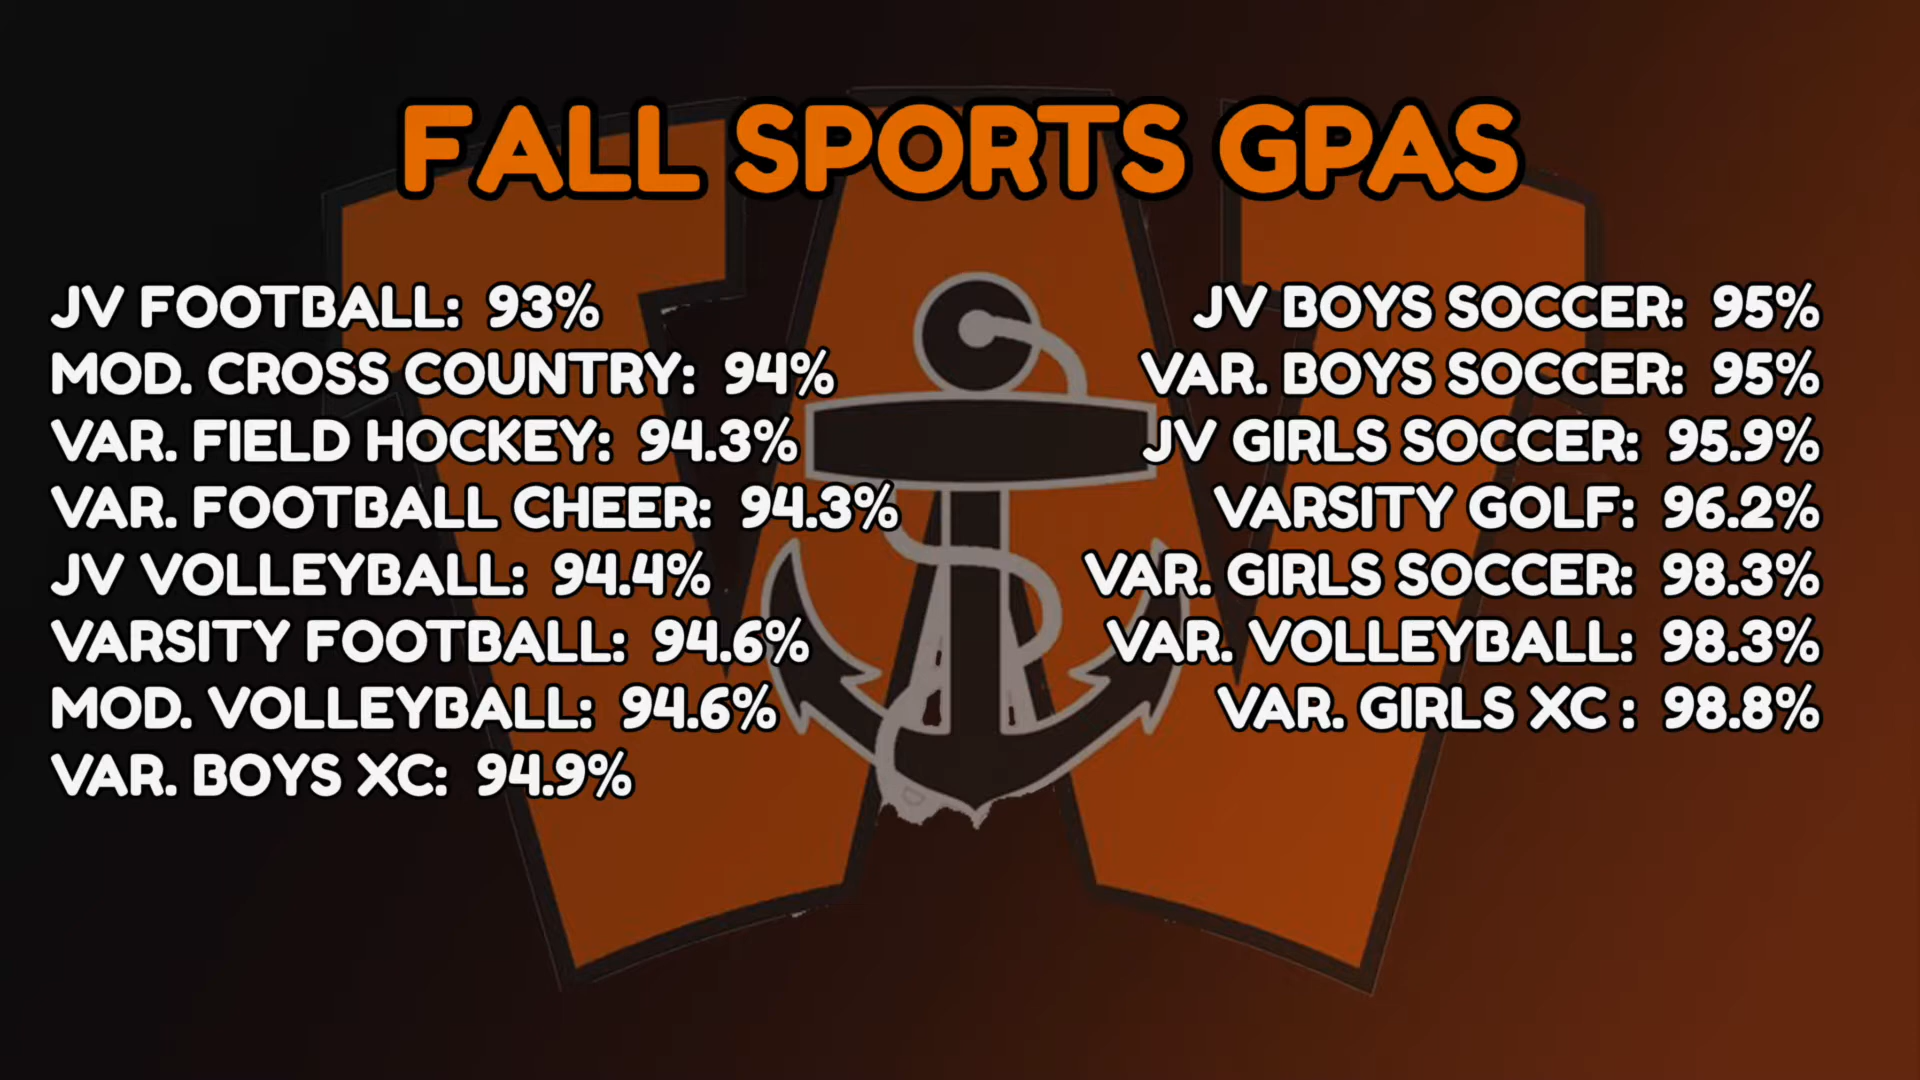 FALL SPORTS GPAS
JV FOOTBALL: 93%
MOD. CROSS COUNTRY: 94%
VAR. FIELD HOCKEY: 94.3%
VAR. FOOTBALL CHEER: 94.3%
JV VOLLEYBALL: 94.4%
VARSITY FOOTBALL: 94.6%
MOD. VOLLEYBALL: 94.6%
VAR. BOYS XC: 94.9%
JV BOYS SOCCER: 95%
VAR. BOYS SOCCER: 95%
JV GIRLS SOCCER: 95.9%
VARSITY GOLF: 96.2%
VAR. GIRLS SOCCER: 98.3%
VAR. VOLLEYBALL: 98.3%
VAR. GIRLS XC : 98.8%